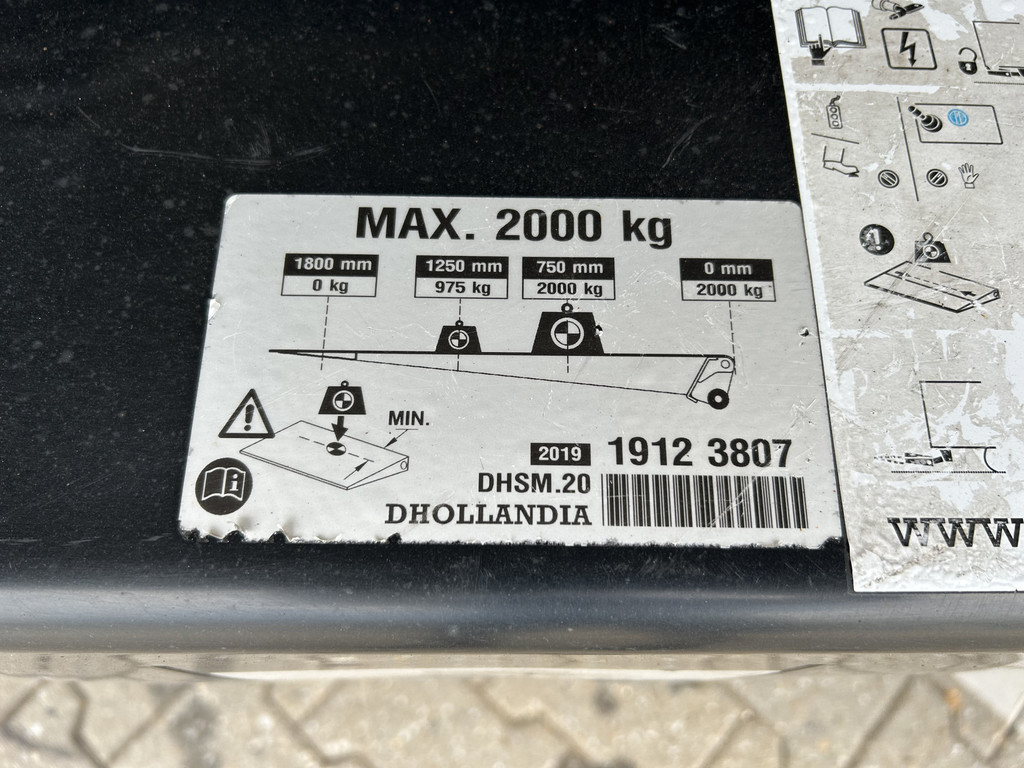 MAX. 2000 kg
1800 mm 1250 mm 750 mm 0 mm
0 kg 975 kg 2000 kg 2000 kg
MIN.
2019 1912 3807
DHSM.20
DHOLLANDIA
WWW